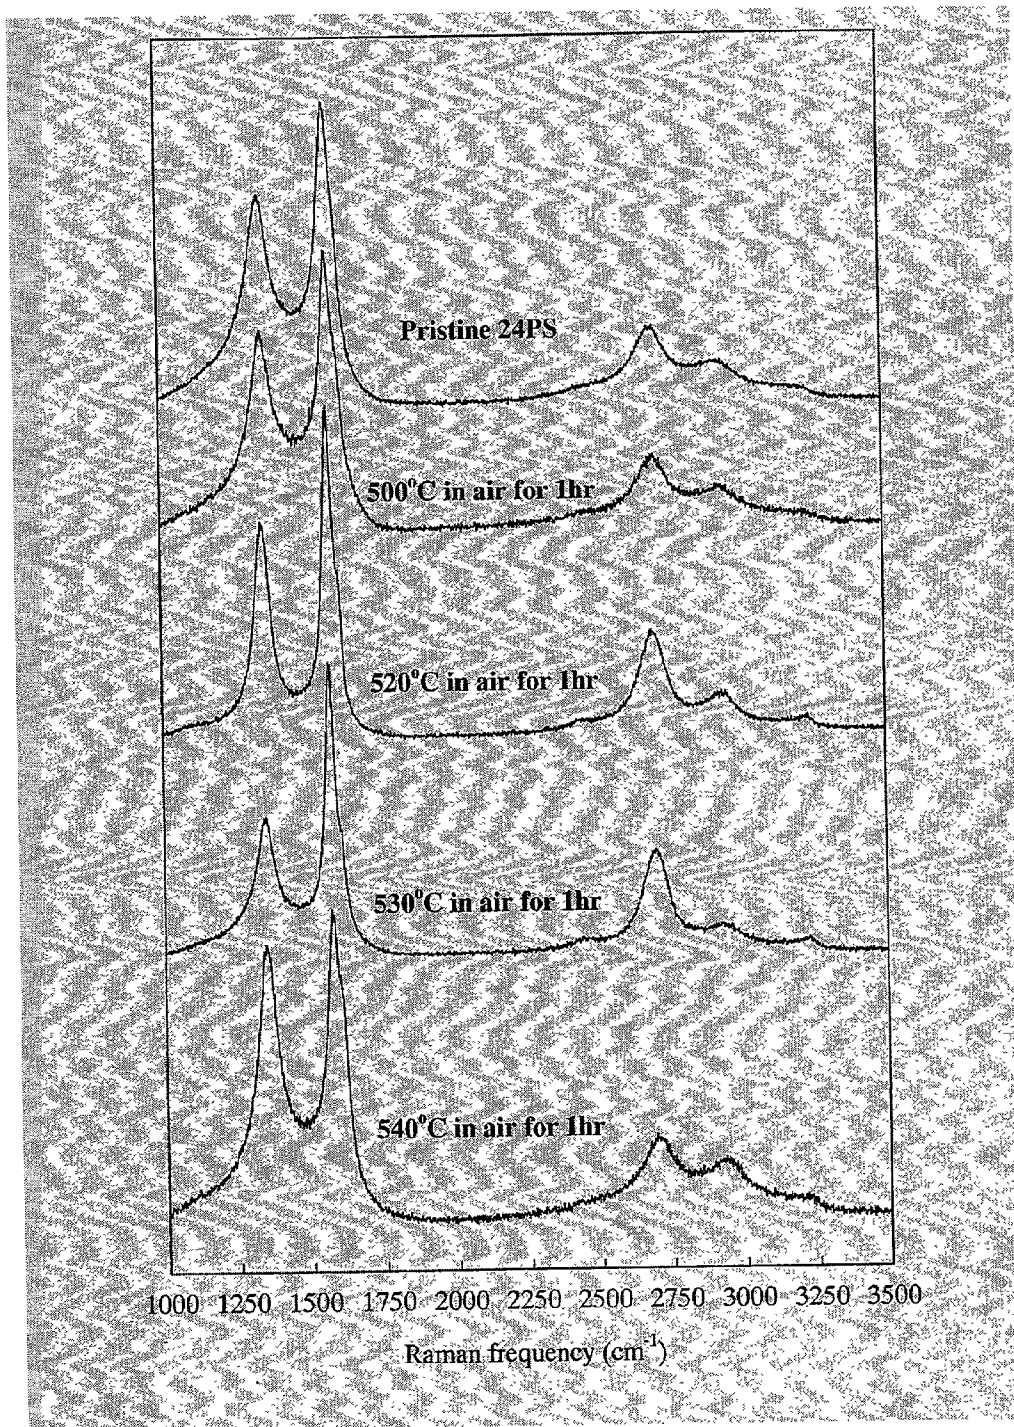 Pristine 24PS
500°C in air for 1hr
520°C in air for 1hr
530°C in air for 1hr
540°C in air for 1hr
1000 1250 1500 1750 2000 2250 2500 2750 3000 3250 3500
Raman frequency (cm⁻¹)